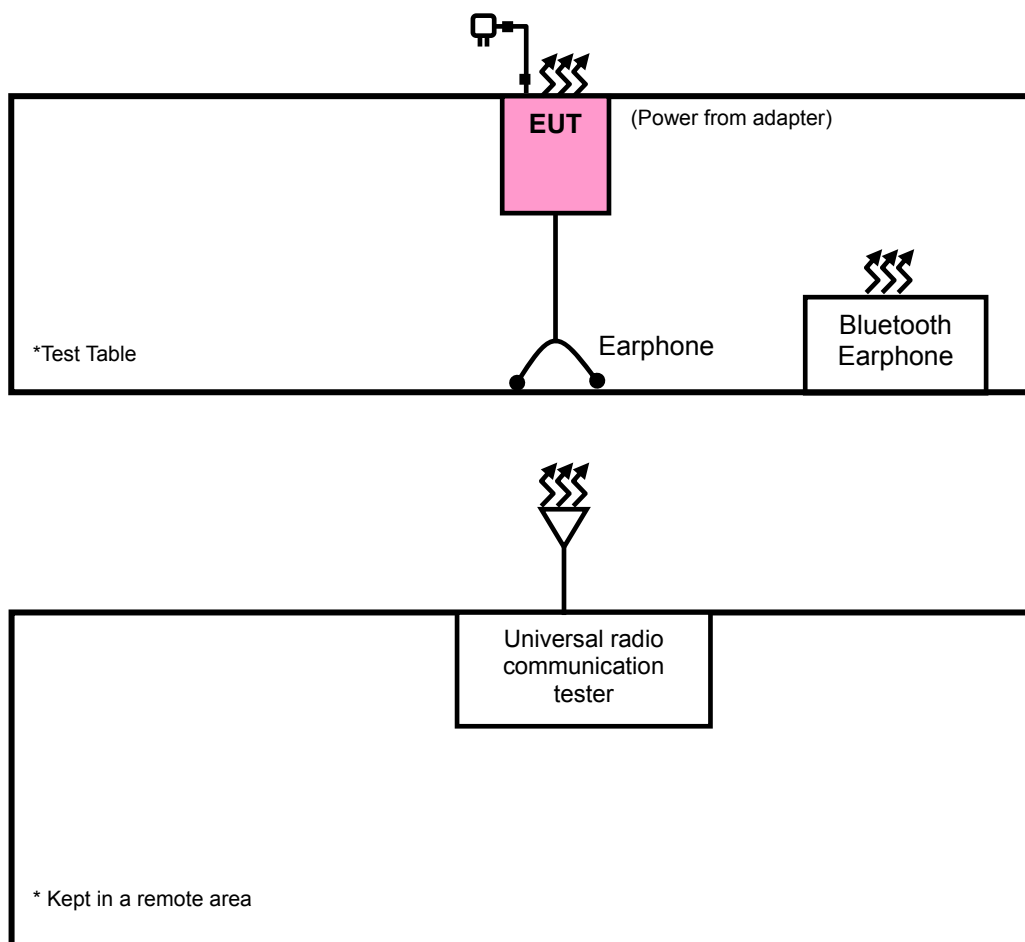 EUT
(Power from adapter)
Bluetooth
Earphone
Earphone
*Test Table
Universal radio
communication
tester
* Kept in a remote area